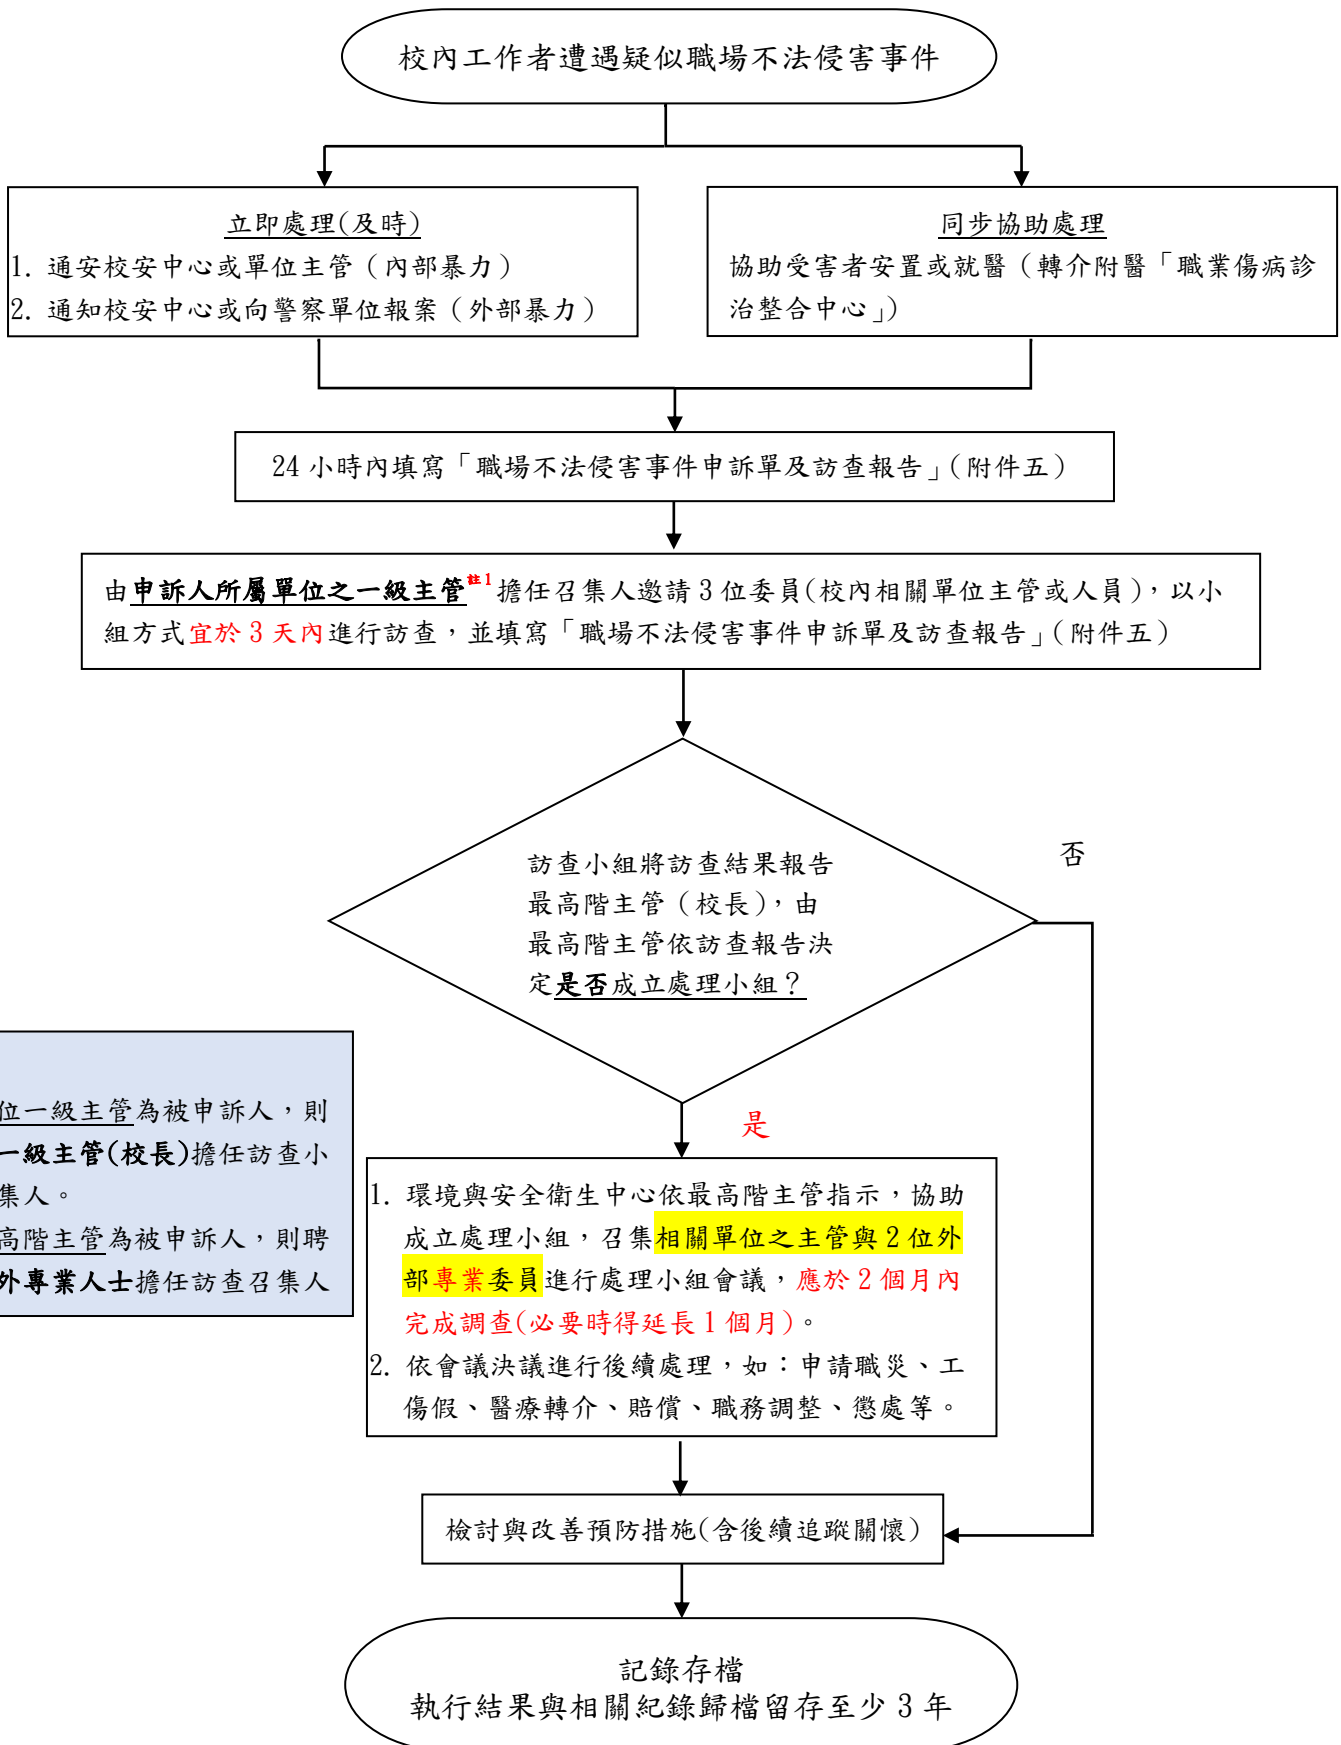 校內工作者遭遇疑似職場不法侵害事件
立即處理(及時)
1. 通安校安中心或單位主管（內部暴力）
2. 通知校安中心或向警察單位報案（外部暴力）
同步協助處理
協助受害者安置或就醫（轉介附醫「職業傷病診
治整合中心」）
24 小時內填寫「職場不法侵害事件申訴單及訪查報告」（附件五）
由申訴人所屬單位之一級主管註1擔任召集人邀請 3 位委員(校內相關單位主管或人員)，以小
組方式宜於 3 天內進行訪查，並填寫「職場不法侵害事件申訴單及訪查報告」（附件五）
訪查小組將訪查結果報告
最高階主管（校長），由
最高階主管依訪查報告決
定是否成立處理小組？
否
是
位一級主管為被申訴人，則
一級主管(校長)擔任訪查小
集人。
高階主管為被申訴人，則聘
外專業人士擔任訪查召集人
1. 環境與安全衛生中心依最高階主管指示，協助
成立處理小組，召集相關單位之主管與 2 位外
部專業委員進行處理小組會議，應於 2 個月內
完成調查(必要時得延長 1 個月)。
2. 依會議決議進行後續處理，如：申請職災、工
傷假、醫療轉介、賠償、職務調整、懲處等。
檢討與改善預防措施(含後續追蹤關懷）
記錄存檔
執行結果與相關紀錄歸檔留存至少 3 年